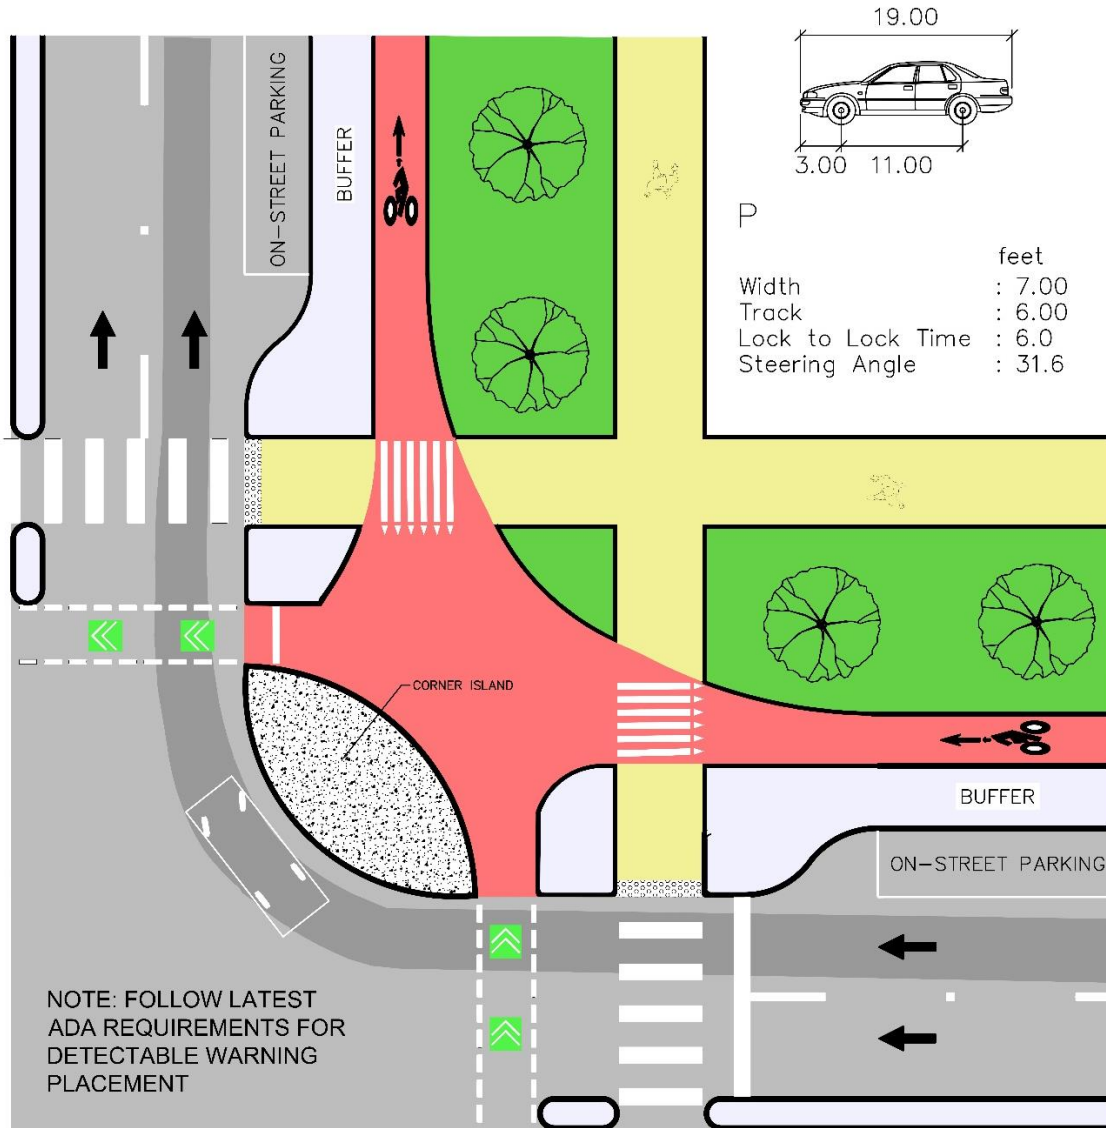 19.00
3.00 11.00
P
feet
Width : 7.00
Track : 6.00
Lock to Lock Time : 6.0
Steering Angle : 31.6
ON-STREET PARKING
BUFFER
CORNER ISLAND
BUFFER
ON-STREET PARKING
NOTE: FOLLOW LATEST
ADA REQUIREMENTS FOR
DETECTABLE WARNING
PLACEMENT